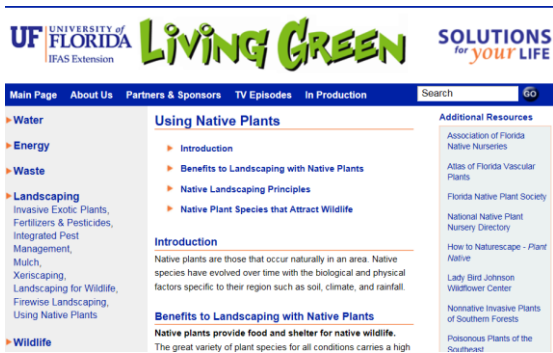 UF UNIVERSITY of
FLORIDA
IFAS Extension
LiViNG GREEN
SOLUTIONS
for your LIFE
Main Page About Us Partners & Sponsors TV Episodes In Production Search GO
Water
Energy
Waste
Landscaping
Invasive Exotic Plants,
Fertilizers & Pesticides,
Integrated Pest
Management,
Mulch,
Xeriscaping,
Landscaping for Wildlife,
Firewise Landscaping,
Using Native Plants
Wildlife
Using Native Plants
Introduction
Benefits to Landscaping with Native Plants
Native Landscaping Principles
Native Plant Species that Attract Wildlife
Introduction
Native plants are those that occur naturally in an area. Native
species have evolved over time with the biological and physical
factors specific to their region such as soil, climate, and rainfall.
Benefits to Landscaping with Native Plants
Native plants provide food and shelter for native wildlife.
The great variety of plant species for all conditions carries a high
Additional Resources
Association of Florida
Native Nurseries
Atlas of Florida Vascular
Plants
Florida Native Plant Society
National Native Plant
Nursery Directory
How to Naturescape - Plant
Native
Lady Bird Johnson
Wildflower Center
Nonnative Invasive Plants
of Southern Forests
Poisonous Plants of the
Southeast